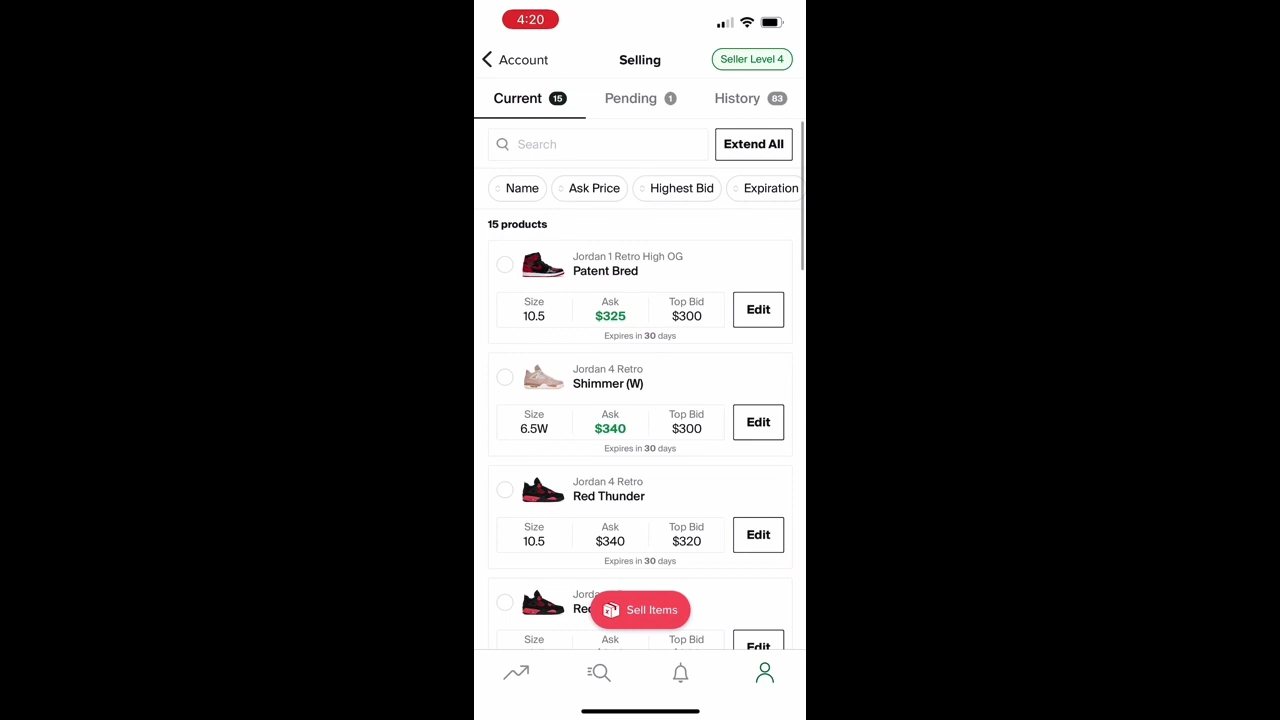 4:20
Account
Selling
Seller Level 4
Current 15
Pending 1
History 83
Search
Extend All
Name
Ask Price
Highest Bid
Expiration
15 products
Jordan 1 Retro High OG
Patent Bred
Size Ask Top Bid
10.5 $325 $300
Edit
Expires in 30 days
Jordan 4 Retro
Shimmer (W)
Size Ask Top Bid
6.5W $340 $300
Edit
Expires in 30 days
Jordan 4 Retro
Red Thunder
Size Ask Top Bid
10.5 $340 $320
Edit
Expires in 30 days
Sell Items
Size Ask Top Bid
Edit